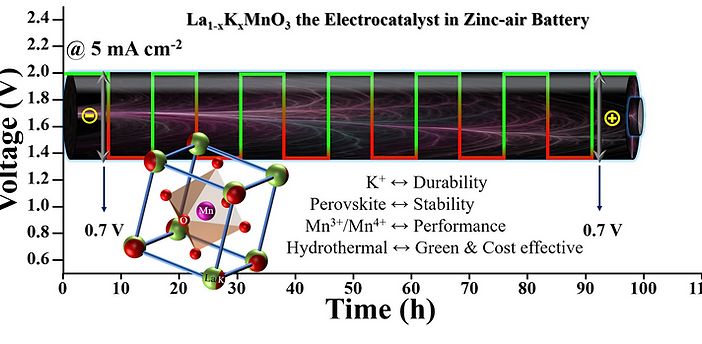 La₁₋ₓKₓMnO₃ the Electrocatalyst in Zinc-air Battery
@ 5 mA cm⁻²
Voltage (V)
2.4
2.2
2.0
1.8
1.6
1.4
1.2
1.0
0.8
0.6
0.7 V
0.7 V
K⁺ ↔ Durability
Perovskite ↔ Stability
Mn³⁺/Mn⁴⁺ ↔ Performance
Hydrothermal ↔ Green & Cost effective
Mn
O
La
K
0 10 20 30 40 50 60 70 80 90 100 11
Time (h)